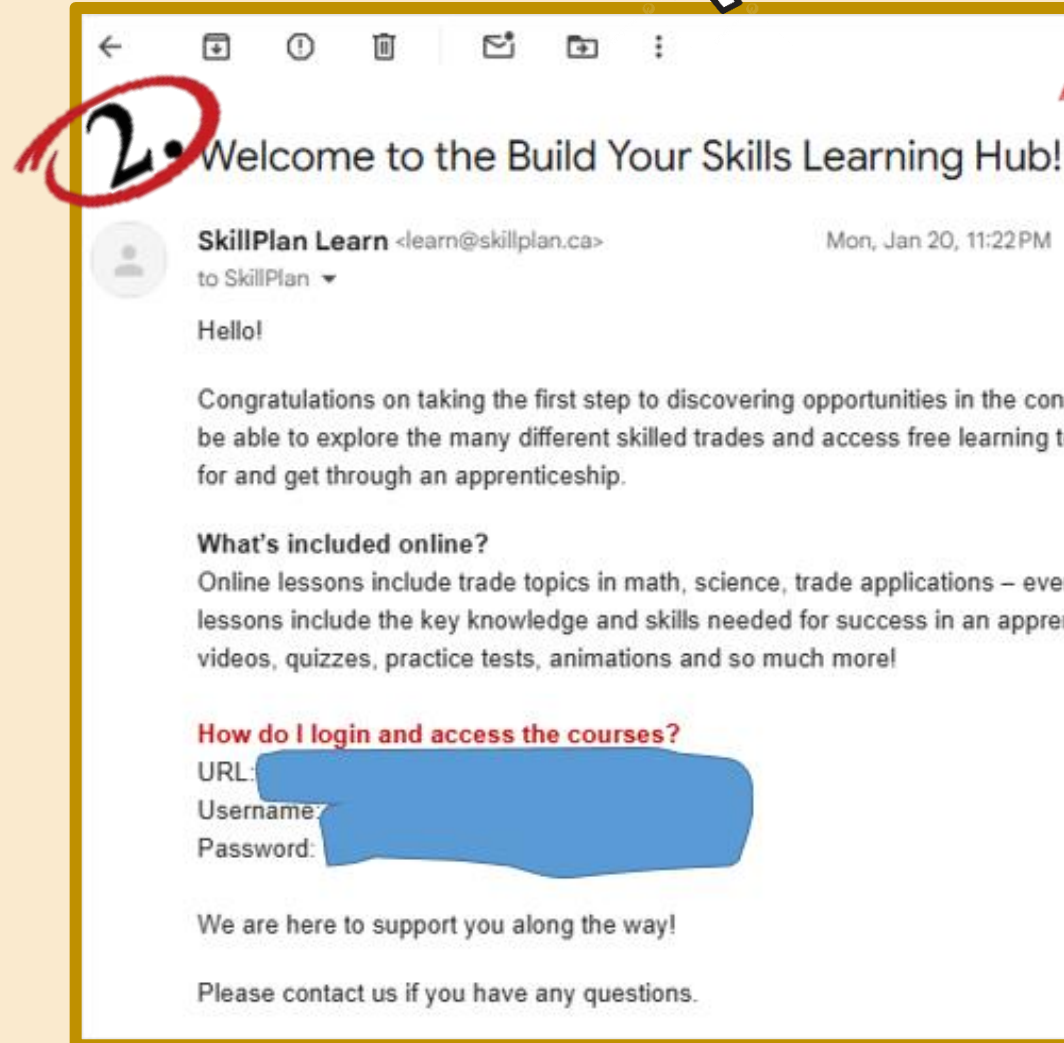 2.
Welcome to the Build Your Skills Learning Hub!
SkillPlan Learn <learn@skillplan.ca>
Mon, Jan 20, 11:22 PM
to SkillPlan
Hello!
Congratulations on taking the first step to discovering opportunities in the con
be able to explore the many different skilled trades and access free learning t
for and get through an apprenticeship.
What's included online?
Online lessons include trade topics in math, science, trade applications – eve
lessons include the key knowledge and skills needed for success in an appre
videos, quizzes, practice tests, animations and so much more!
How do I login and access the courses?
URL:
Username:
Password:
We are here to support you along the way!
Please contact us if you have any questions.